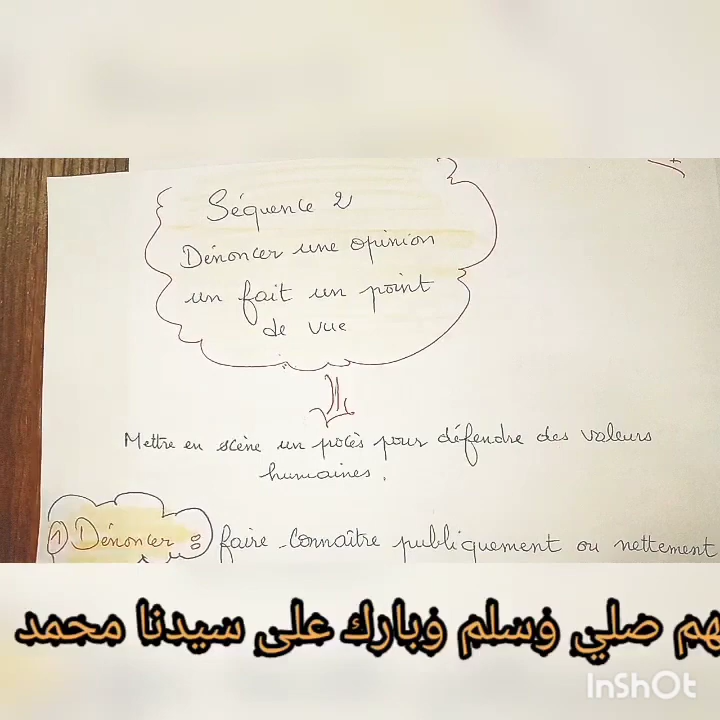 Séquence 2
Dénoncer une opinion
un fait un point
de vue
Mettre en scène un procès pour défendre des valeurs
humaines.
1 Dénoncer : faire connaître publiquement ou nettement
هم صلي وسلم وبارك على سيدنا محمد
InShOt